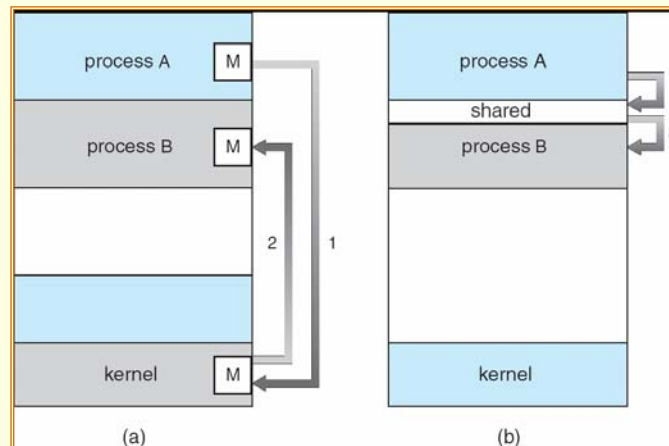 process A
M
process B
M
2
1
kernel
M
(a)
process A
shared
process B
kernel
(b)